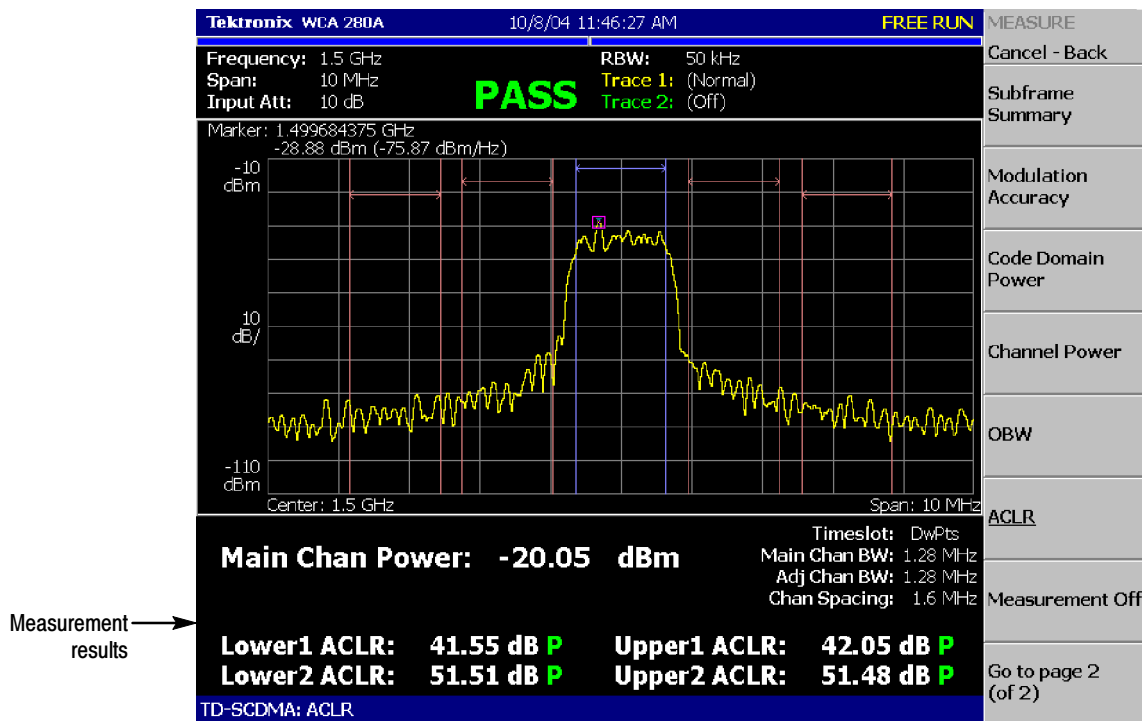 Tektronix WCA 280A 10/8/04 11:46:27 AM FREE RUN
Frequency: 1.5 GHz
Span: 10 MHz
Input Att: 10 dB
PASS
RBW: 50 kHz
Trace 1: (Normal)
Trace 2: (Off)
Marker: 1.499684375 GHz
-28.88 dBm (-75.87 dBm/Hz)
-10
dBm
10
dB/
-110
dBm
Center: 1.5 GHz Span: 10 MHz
Main Chan Power: -20.05 dBm
Timeslot: DwPts
Main Chan BW: 1.28 MHz
Adj Chan BW: 1.28 MHz
Chan Spacing: 1.6 MHz
Measurement
results
Lower1 ACLR: 41.55 dB P Upper1 ACLR: 42.05 dB P
Lower2 ACLR: 51.51 dB P Upper2 ACLR: 51.48 dB P
TD-SCDMA: ACLR
MEASURE
Cancel - Back
Subframe
Summary
Modulation
Accuracy
Code Domain
Power
Channel Power
OBW
ACLR
Measurement Off
Go to page 2
(of 2)